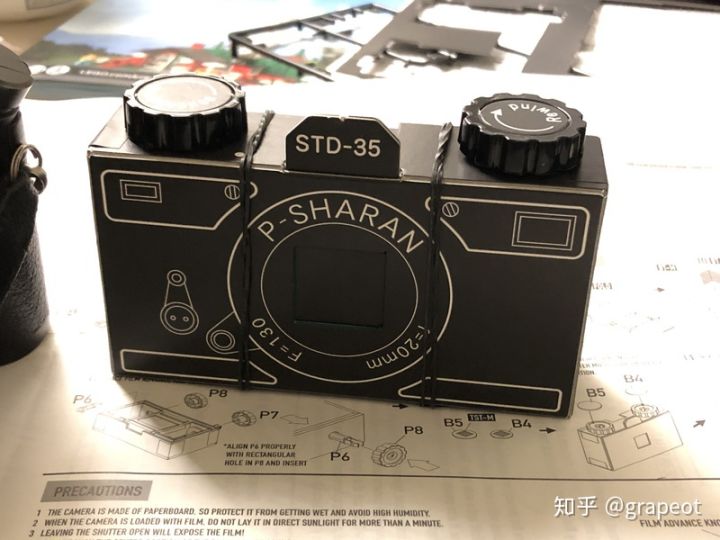 Rewind
STD-35
P-SHARAN
F=130
f=20mm
P6
P8
P7
*ALIGN P6 PROPERLY
WITH RECTANGULAR
HOLE IN P8 AND INSERT
P6
P8
B5
TST-M
B4
B5
B4
PRECAUTIONS
1 THE CAMERA IS MADE OF PAPERBOARD. SO PROTECT IT FROM GETTING WET AND AVOID HIGH HUMIDITY.
2 WHEN THE CAMERA IS LOADED WITH FILM. DO NOT LAY IT IN DIRECT SUNLIGHT FOR MORE THAN A MINUTE.
3 LEAVING THE SHUTTER OPEN WILL EXPOSE THE FILM!
FILM ADVANCE
知乎 @grapeot